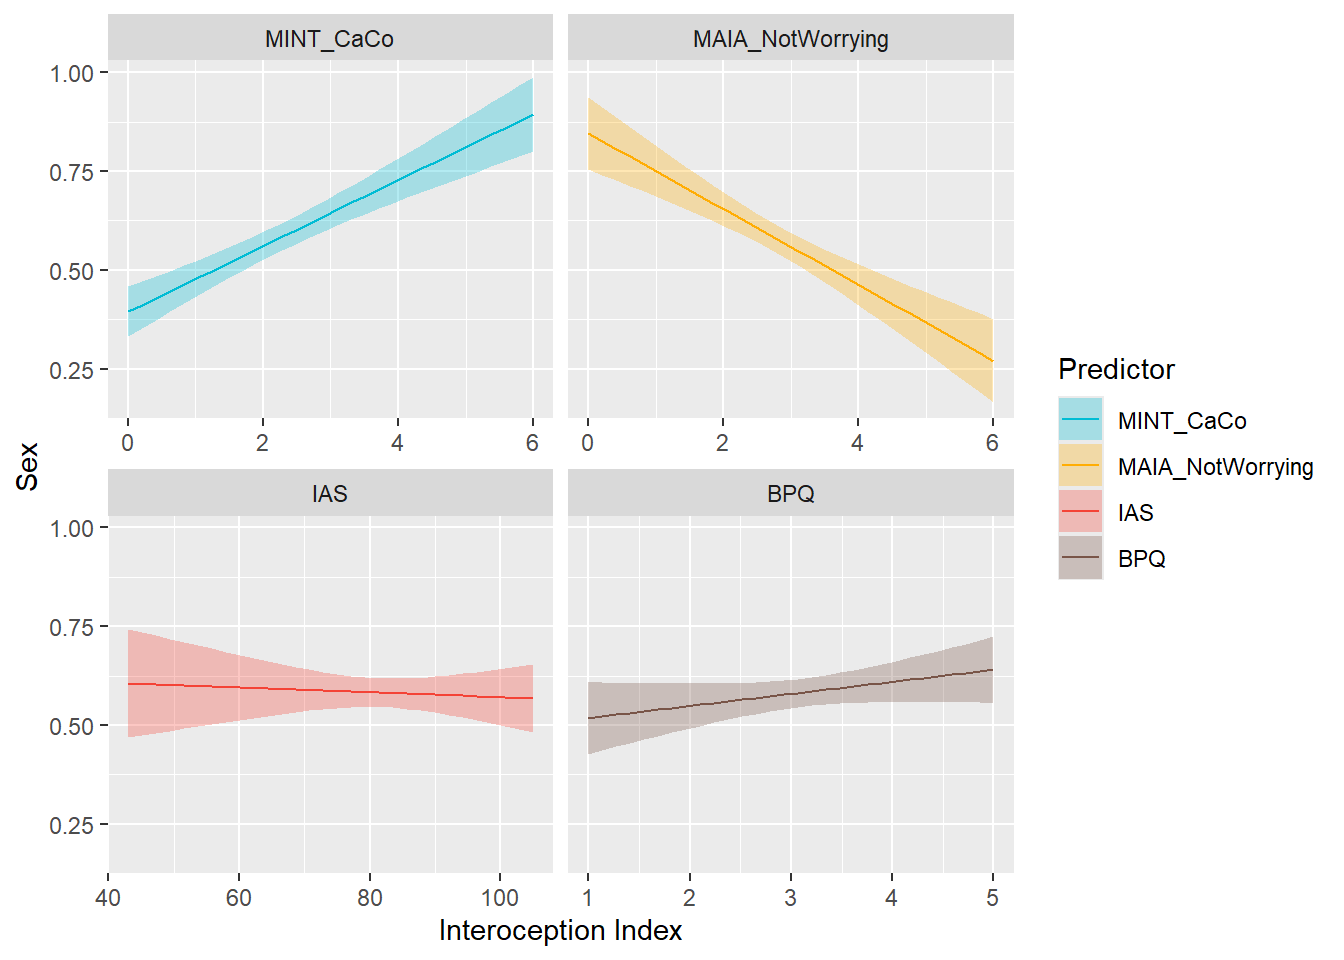 MINT_CaCo
MAIA_NotWorrying
1.00
0.75
0.50
0.25
0 2 4 6
0 2 4 6
Sex
IAS
BPQ
1.00
0.75
0.50
0.25
40 60 80 100
1 2 3 4 5
Interoception Index
Predictor
MINT_CaCo
MAIA_NotWorrying
IAS
BPQ